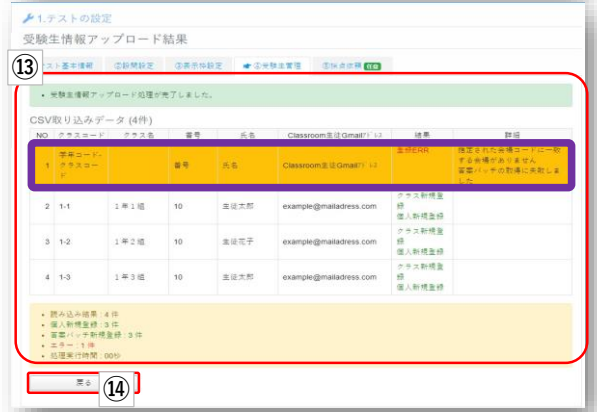 1.テストの設定
受験生情報アップロード結果
⑬
スト基本情報 ②設問設定 ③表示枠設定 ④受験生管理 ⑤採点依頼
受験生情報アップロード処理が完了しました。
CSV取り込みデータ (4件)
NO クラスコード クラス名 番号 氏名 Classroom生徒Gmailアドレス 結果 詳細
1 学年コード-クラスコード 番号 氏名 Classroom生徒Gmailアドレス 登録ERR 指定された会場コードに一致する会場がありません
答案バッチの取得に失敗しました
2 1-1 1年1組 10 生徒太郎 example@mailadress.com クラス新規登録
個人新規登録
3 1-2 1年2組 10 生徒花子 example@mailadress.com クラス新規登録
個人新規登録
4 1-3 1年3組 10 生徒太郎 example@mailadress.com クラス新規登録
個人新規登録
読み込み結果：4件
個人新規登録：3件
答案バッチ新規登録：3件
エラー：1件
処理実行時間：00秒
戻る
⑭